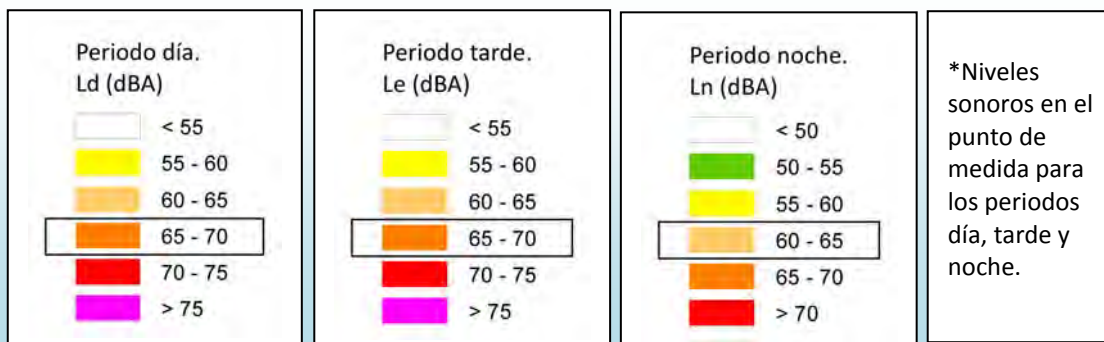 Periodo día.
Ld (dBA)
< 55
55 - 60
60 - 65
65 - 70
70 - 75
> 75
Periodo tarde.
Le (dBA)
< 55
55 - 60
60 - 65
65 - 70
70 - 75
> 75
Periodo noche.
Ln (dBA)
< 50
50 - 55
55 - 60
60 - 65
65 - 70
> 70
*Niveles
sonoros en el
punto de
medida para
los periodos
día, tarde y
noche.